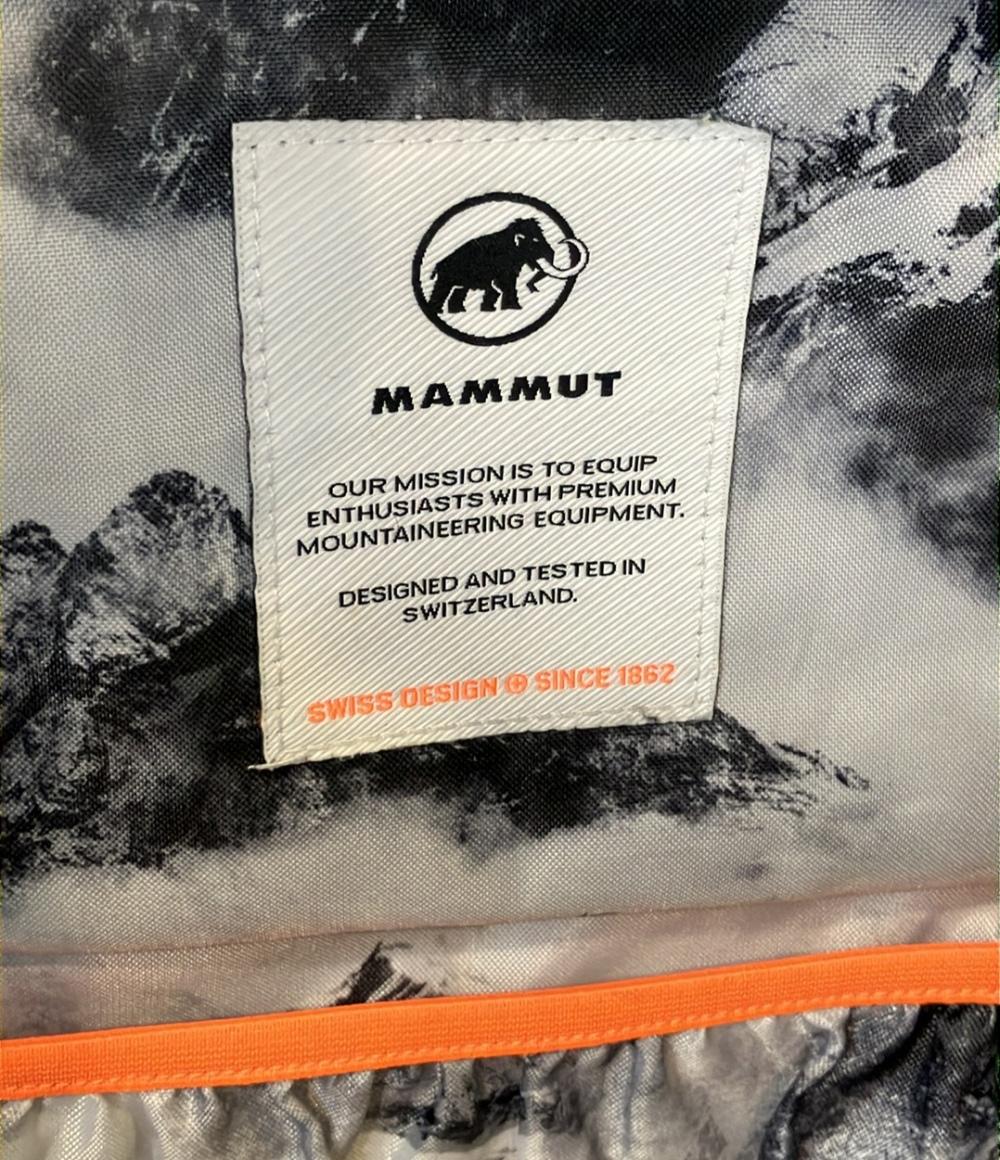 MAMMUT
OUR MISSION IS TO EQUIP
ENTHUSIASTS WITH PREMIUM
MOUNTAINEERING EQUIPMENT.
DESIGNED AND TESTED IN
SWITZERLAND.
SWISS DESIGN ⊕ SINCE 1862